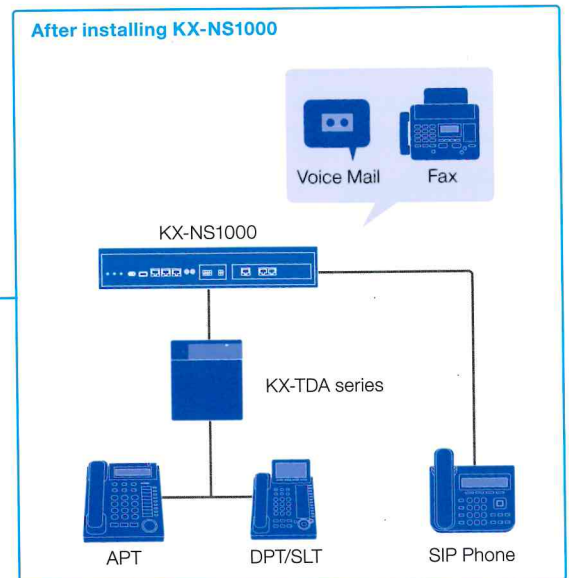 After installing KX-NS1000
Voice Mail
Fax
KX-NS1000
KX-TDA series
APT
DPT/SLT
SIP Phone